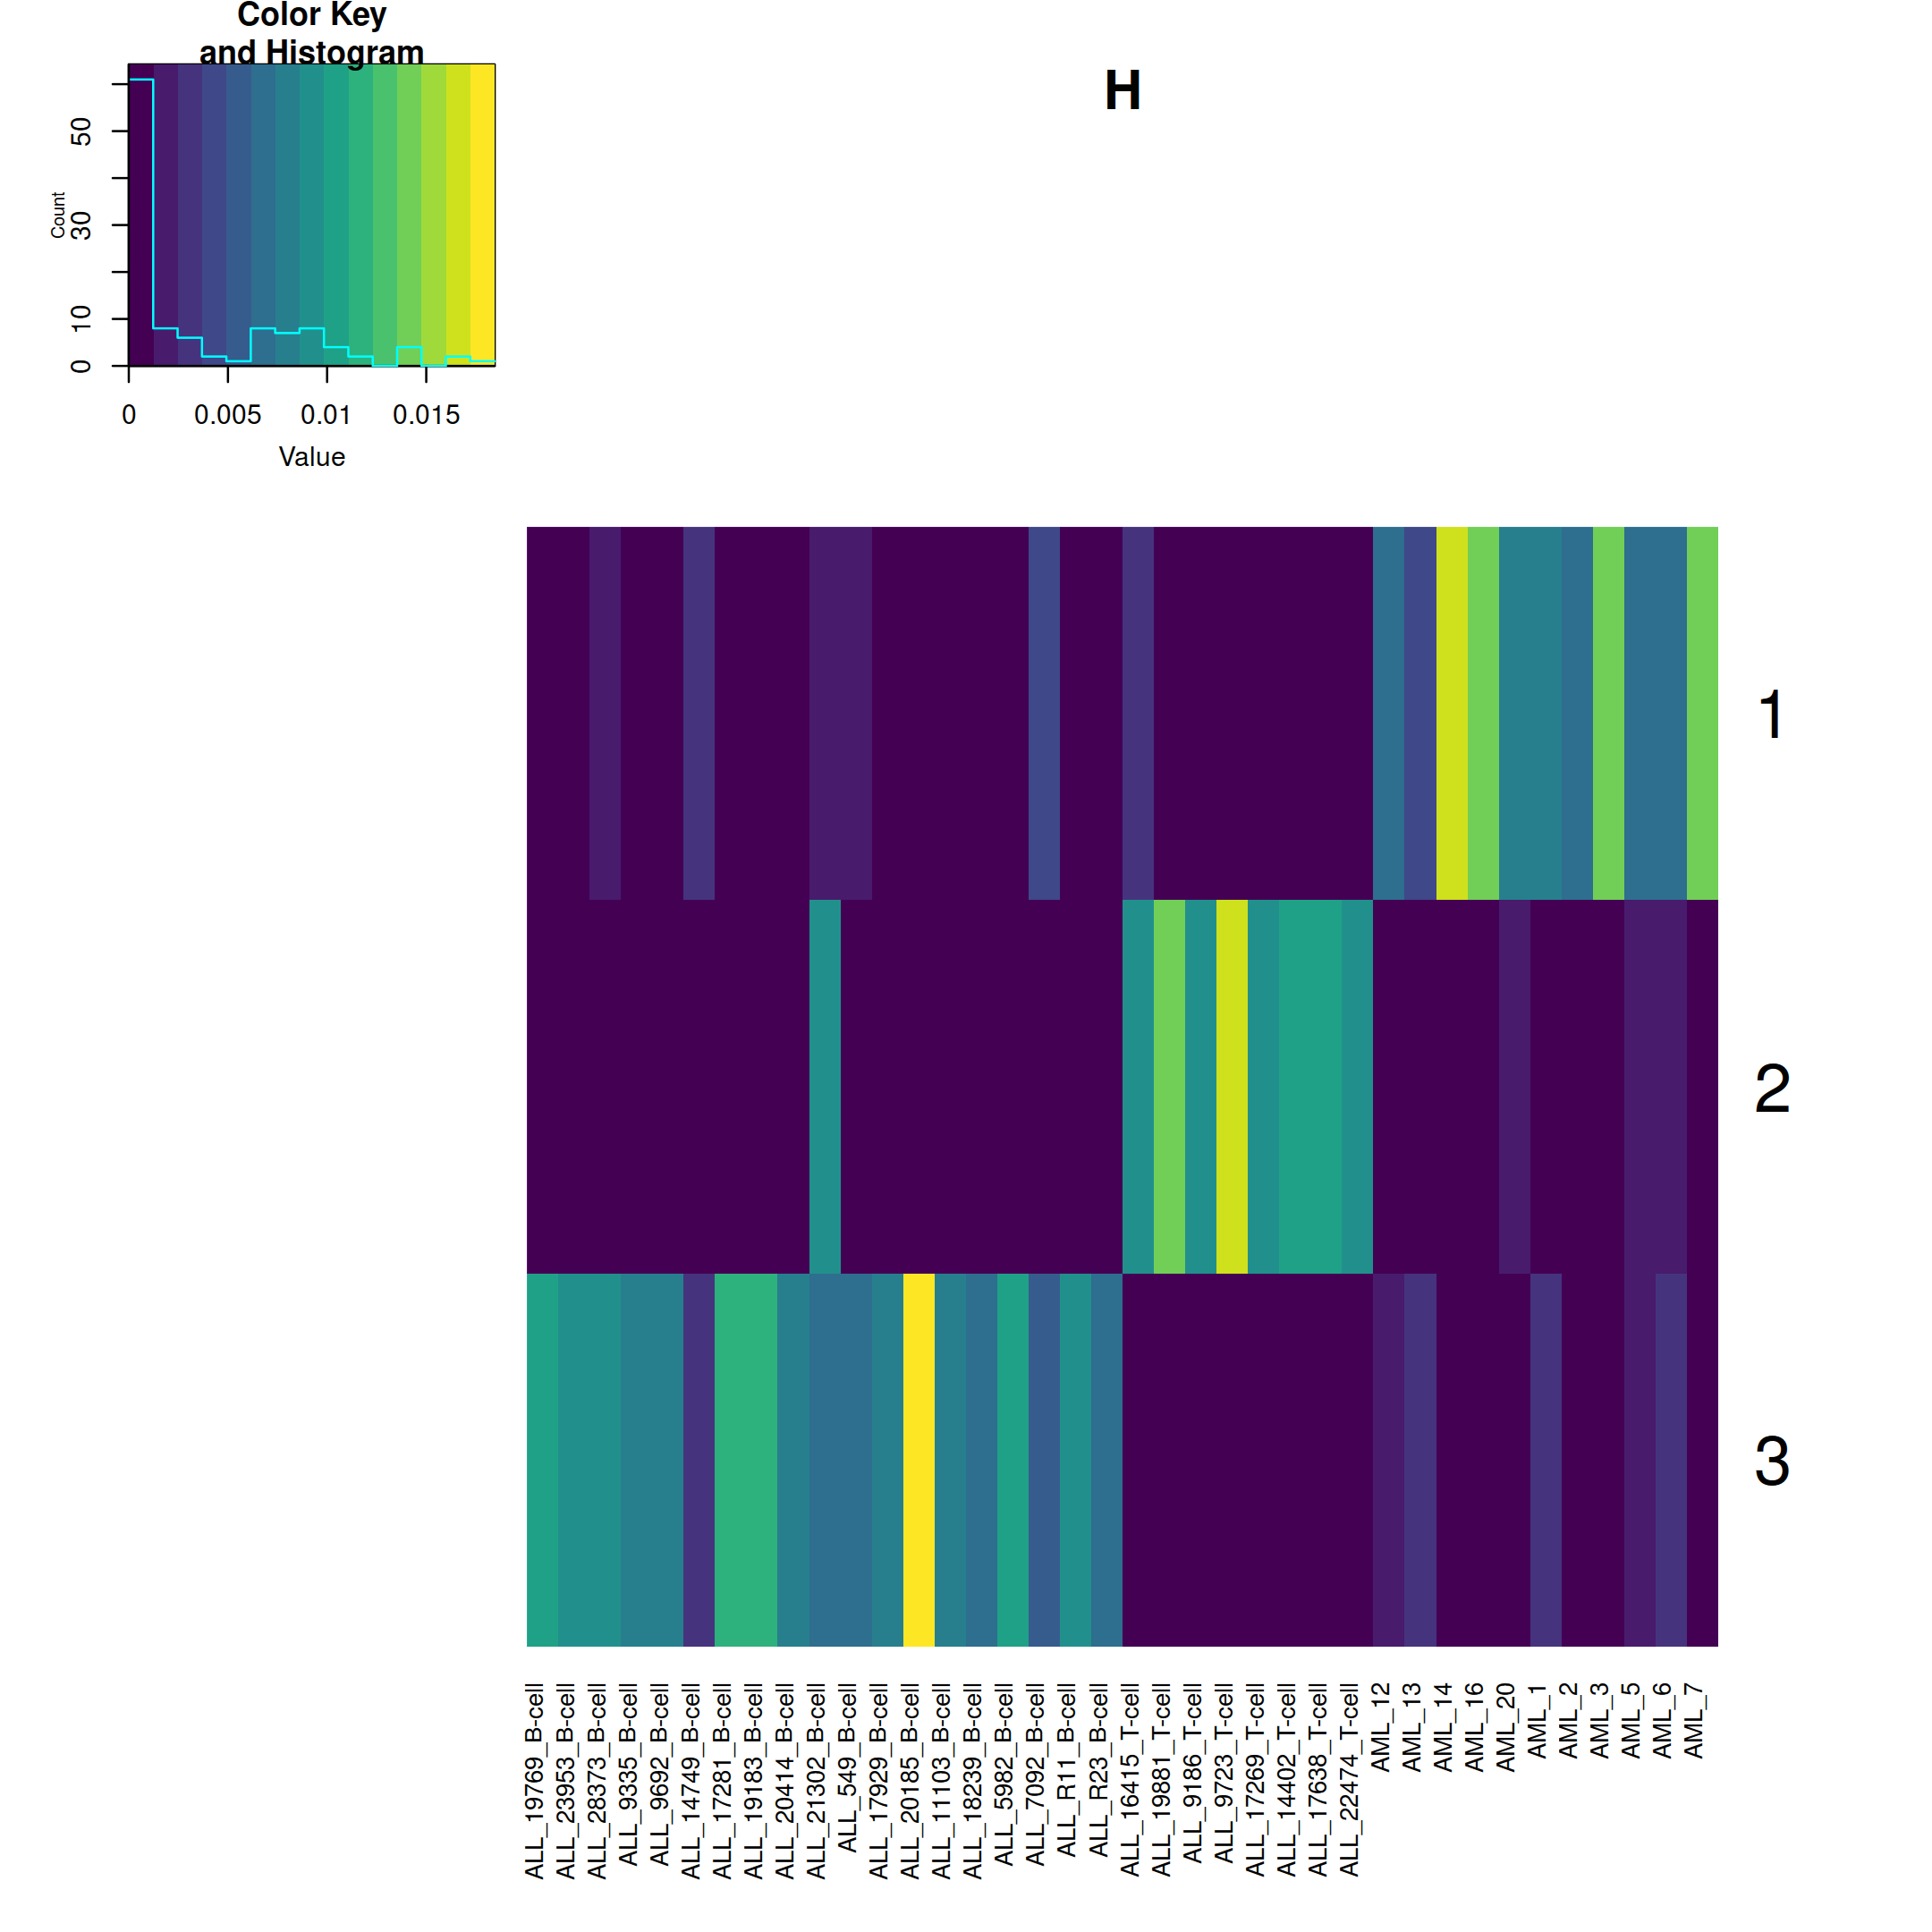 Color Key
and Histogram
H
Count
0
10
30
50
0 0.005 0.01 0.015
Value
1
2
3
ALL_19769_B-cell
ALL_23953_B-cell
ALL_28373_B-cell
ALL_9335_B-cell
ALL_9692_B-cell
ALL_14749_B-cell
ALL_17281_B-cell
ALL_19183_B-cell
ALL_20414_B-cell
ALL_21302_B-cell
ALL_549_B-cell
ALL_17929_B-cell
ALL_20185_B-cell
ALL_11103_B-cell
ALL_18239_B-cell
ALL_5982_B-cell
ALL_7092_B-cell
ALL_R11_B-cell
ALL_R23_B-cell
ALL_16415_T-cell
ALL_19881_T-cell
ALL_9186_T-cell
ALL_9723_T-cell
ALL_17269_T-cell
ALL_14402_T-cell
ALL_17638_T-cell
ALL_22474_T-cell
AML_12
AML_13
AML_14
AML_16
AML_20
AML_1
AML_2
AML_3
AML_5
AML_6
AML_7